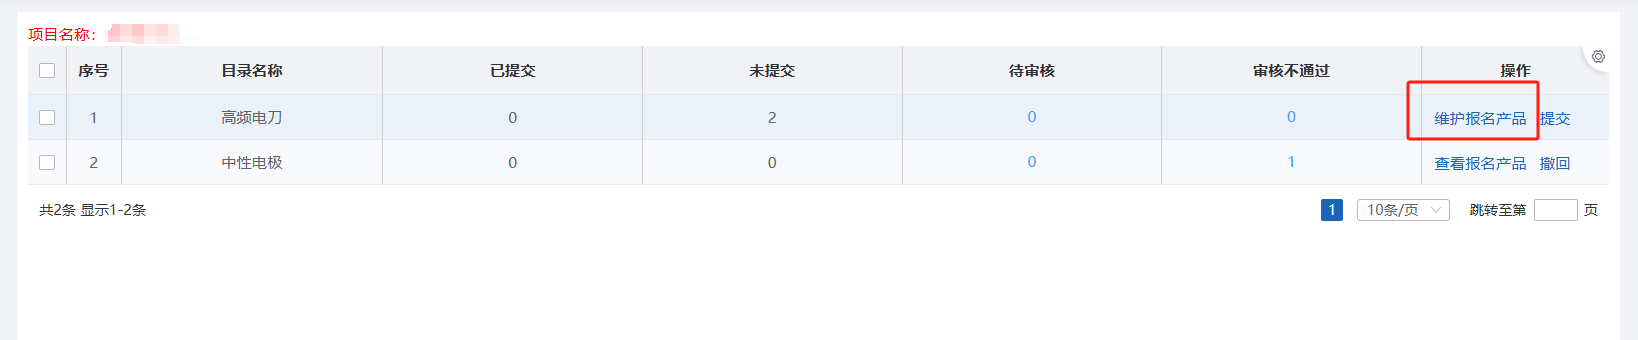 项目名称：
序号 目录名称 已提交 未提交 待审核 审核不通过 操作
1 高频电刀 0 2 0 0 维护报名产品 提交
2 中性电极 0 0 0 1 查看报名产品 撤回
共2条 显示1-2条 1 10条/页 跳转至第 页